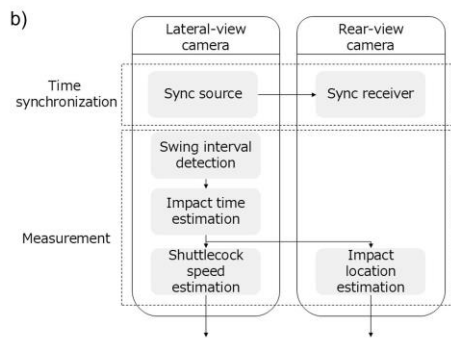 b)
Lateral-view
camera
Rear-view
camera
Time
synchronization
Sync source
Sync receiver
Measurement
Swing interval
detection
Impact time
estimation
Shuttlecock
speed
estimation
Impact
location
estimation